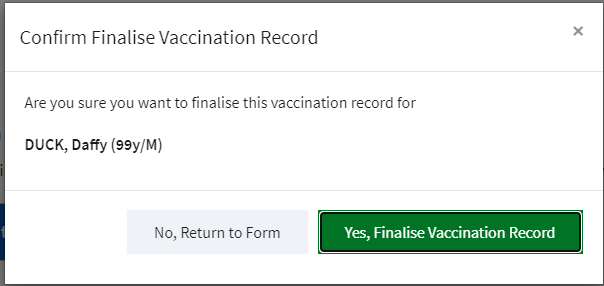 Confirm Finalise Vaccination Record
×
Are you sure you want to finalise this vaccination record for
DUCK, Daffy (99y/M)
No, Return to Form
Yes, Finalise Vaccination Record